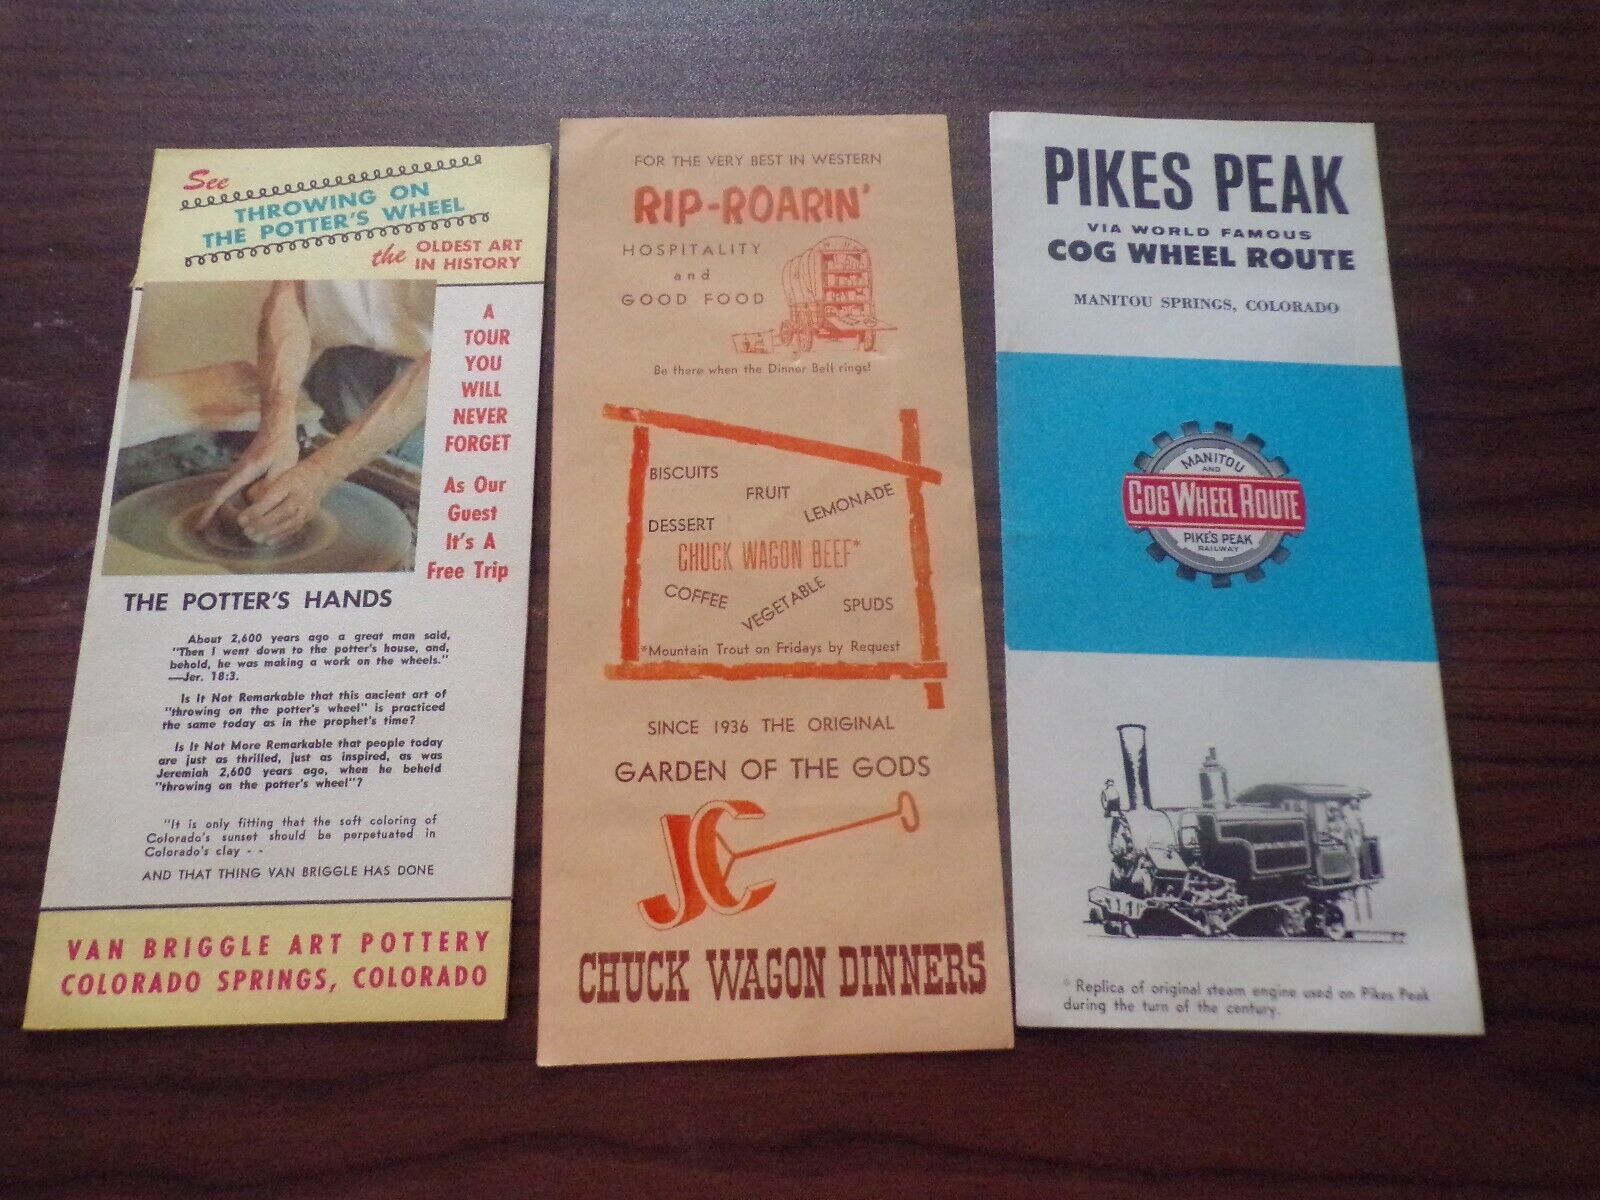 See
THROWING ON
THE POTTER'S WHEEL
the OLDEST ART
IN HISTORY
A
TOUR
YOU
WILL
NEVER
FORGET
As Our
Guest
It's A
Free Trip
THE POTTER'S HANDS
About 2,600 years ago a great man said,
"Then I went down to the potter's house, and,
behold, he was making a work on the wheels."
—Jer. 18:3.
Is It Not Remarkable that this ancient art of
"throwing on the potter's wheel" is practiced
the same today as in the prophet's time?
Is It Not More Remarkable that people today
are just as thrilled, just as inspired, as was
Jeremiah 2,600 years ago, when he beheld
"throwing on the potter's wheel"?
"It is only fitting that the soft coloring of
Colorado's sunset should be perpetuated in
Colorado's clay - -
AND THAT THING VAN BRIGGLE HAS DONE
VAN BRIGGLE ART POTTERY
COLORADO SPRINGS, COLORADO
FOR THE VERY BEST IN WESTERN
RIP-ROARIN'
HOSPITALITY
and
GOOD FOOD
Be there when the Dinner Bell rings!
BISCUITS
FRUIT
LEMONADE
DESSERT
CHUCK WAGON BEEF*
COFFEE
VEGETABLE
SPUDS
*Mountain Trout on Fridays by Request
SINCE 1936 THE ORIGINAL
GARDEN OF THE GODS
JC
CHUCK WAGON DINNERS
PIKES PEAK
VIA WORLD FAMOUS
COG WHEEL ROUTE
MANITOU SPRINGS, COLORADO
MANITOU
AND
COG WHEEL ROUTE
PIKE'S PEAK
RAILWAY
* Replica of original steam engine used on Pikes Peak
during the turn of the century.